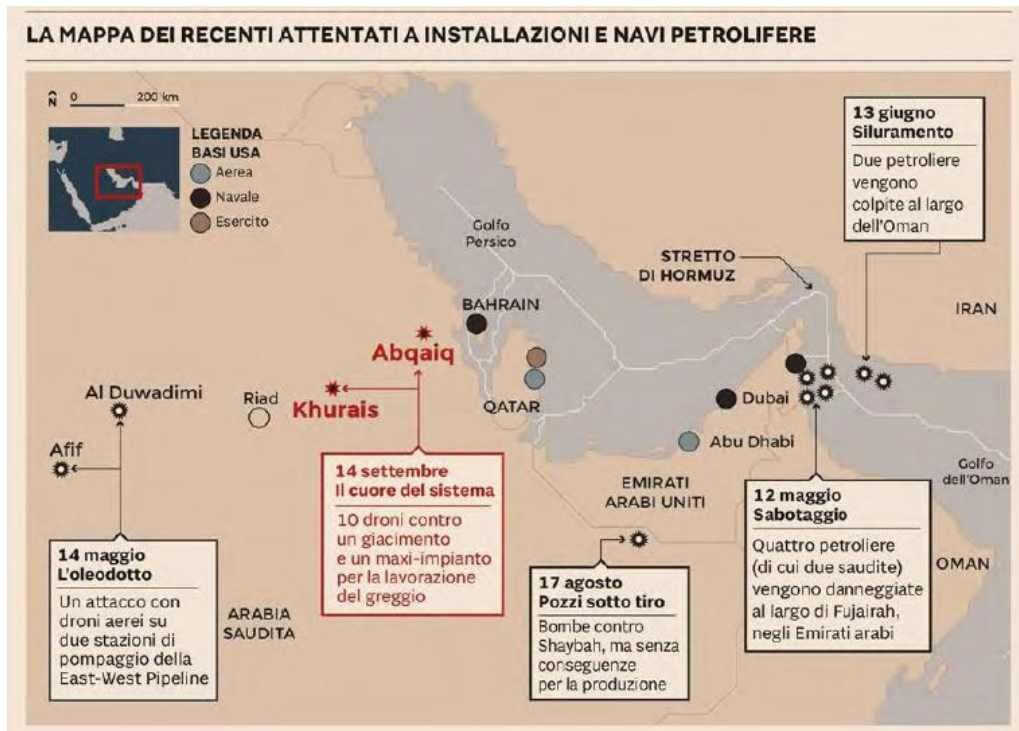 LA MAPPA DEI RECENTI ATTENTATI A INSTALLAZIONI E NAVI PETROLIFERE
N
0
200 km
LEGENDA
BASI USA
Aerea
Navale
Esercito
13 giugno
Siluramento
Due petroliere
vengono
colpite al largo
dell'Oman
Golfo
Persico
STRETTO
DI HORMUZ
IRAN
BAHRAIN
Abqaiq
Khurais
Al Duwadimi
Riad
Afif
QATAR
Dubai
Abu Dhabi
Golfo
dell'Oman
EMIRATI
ARABI UNITI
OMAN
ARABIA
SAUDITA
14 settembre
Il cuore del sistema
10 droni contro
un giacimento
e un maxi-impianto
per la lavorazione
del greggio
12 maggio
Sabotaggio
Quattro petroliere
(di cui due saudite)
vengono danneggiate
al largo di Fujairah,
negli Emirati arabi
14 maggio
L'oleodotto
Un attacco con
droni aerei su
due stazioni di
pompaggio della
East-West Pipeline
17 agosto
Pozzi sotto tiro
Bombe contro
Shaybah, ma senza
conseguenze
per la produzione